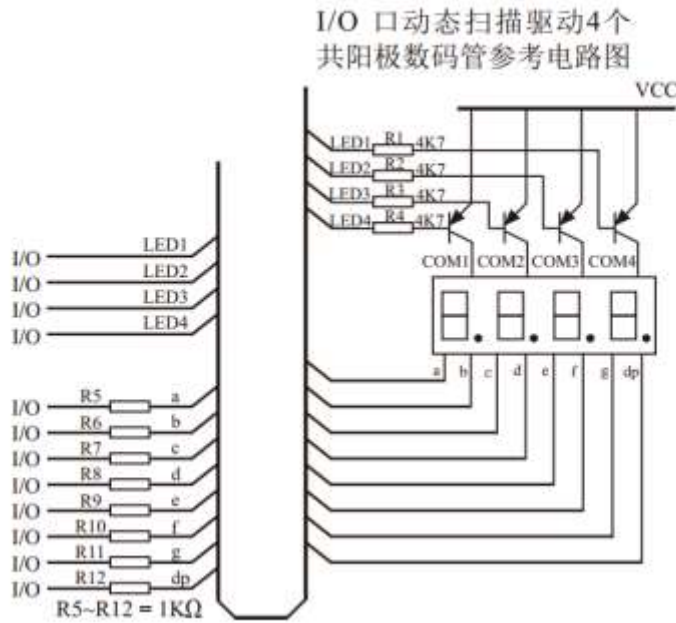 I/O 口动态扫描驱动4个
共阳极数码管参考电路图
VCC
LED1 R1 4K7
LED2 R2 4K7
LED3 R3 4K7
LED4 R4 4K7
COM1 COM2 COM3 COM4
I/O LED1
I/O LED2
I/O LED3
I/O LED4
a b c d e f g dp
I/O R5 a
I/O R6 b
I/O R7 c
I/O R8 d
I/O R9 e
I/O R10 f
I/O R11 g
I/O R12 dp
R5~R12 = 1KΩ